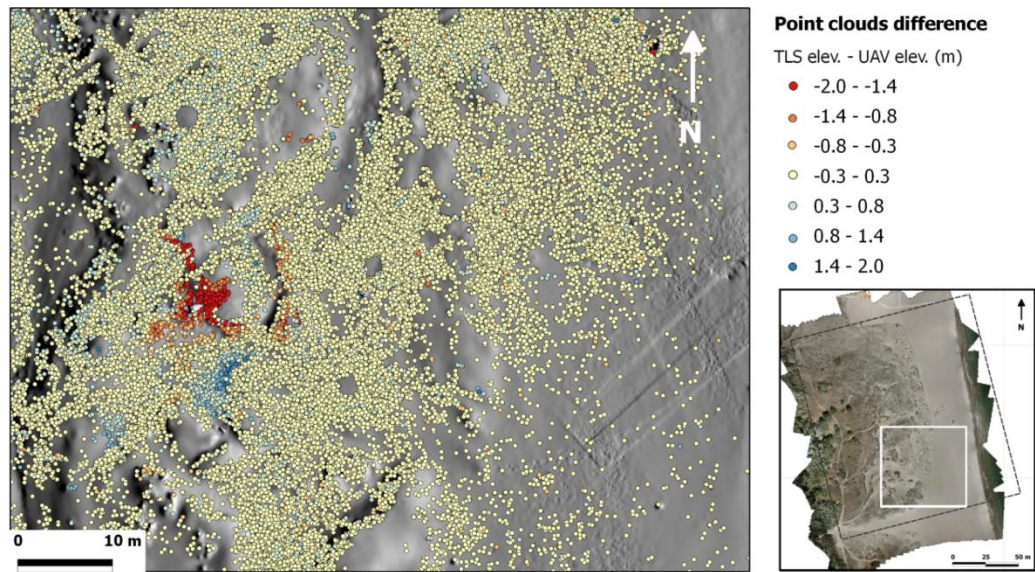 N
0 10 m
Point clouds difference
TLS elev. - UAV elev. (m)
-2.0 - -1.4
-1.4 - -0.8
-0.8 - -0.3
-0.3 - 0.3
0.3 - 0.8
0.8 - 1.4
1.4 - 2.0
N
0 25 50 m